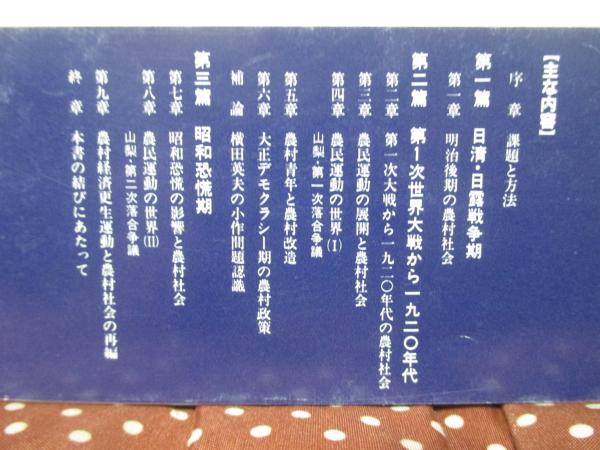 【主な内容】
序章 課題と方法
第一篇 日清・日露戦争期
第一章 明治後期の農村社会
第二篇 第1次世界大戦から一九二〇年代
第二章 第一次大戦から一九二〇年代の農村社会
第三章 農民運動の展開と農村社会
第四章 農民運動の世界(I)
山梨・第一次落合争議
第五章 農村青年と農村改造
第六章 大正デモクラシー期の農村政策
補論 横田英夫の小作問題認識
第三篇 昭和恐慌期
第七章 昭和恐慌の影響と農村社会
第八章 農民運動の世界(II)
山梨・第二次落合争議
第九章 農村経済更生運動と農村社会の再編
終章 本書の結びにあたって